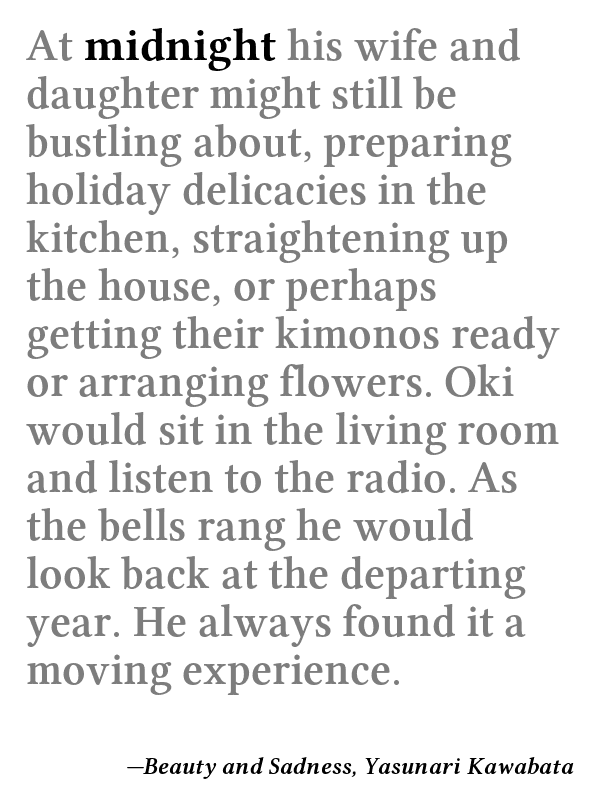 At midnight his wife and
daughter might still be
bustling about, preparing
holiday delicacies in the
kitchen, straightening up
the house, or perhaps
getting their kimonos ready
or arranging flowers. Oki
would sit in the living room
and listen to the radio. As
the bells rang he would
look back at the departing
year. He always found it a
moving experience.
—Beauty and Sadness, Yasunari Kawabata